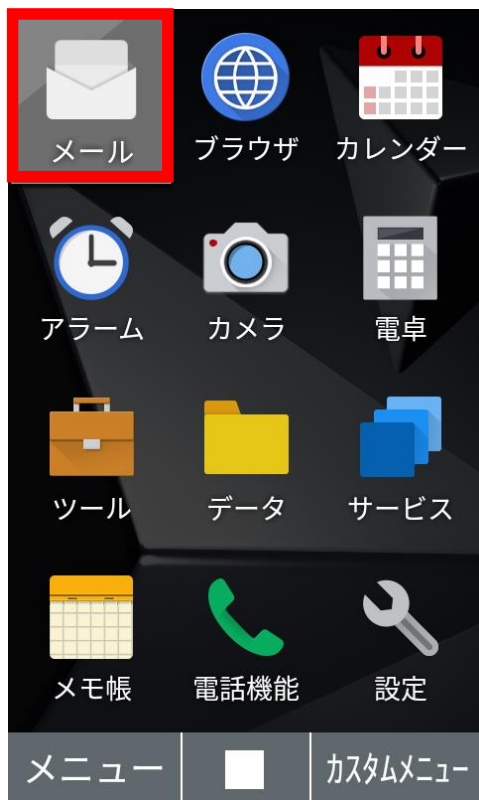 メール ブラウザ カレンダー
アラーム カメラ 電卓
ツール データ サービス
メモ帳 電話機能 設定
メニュー カスタムメニュー